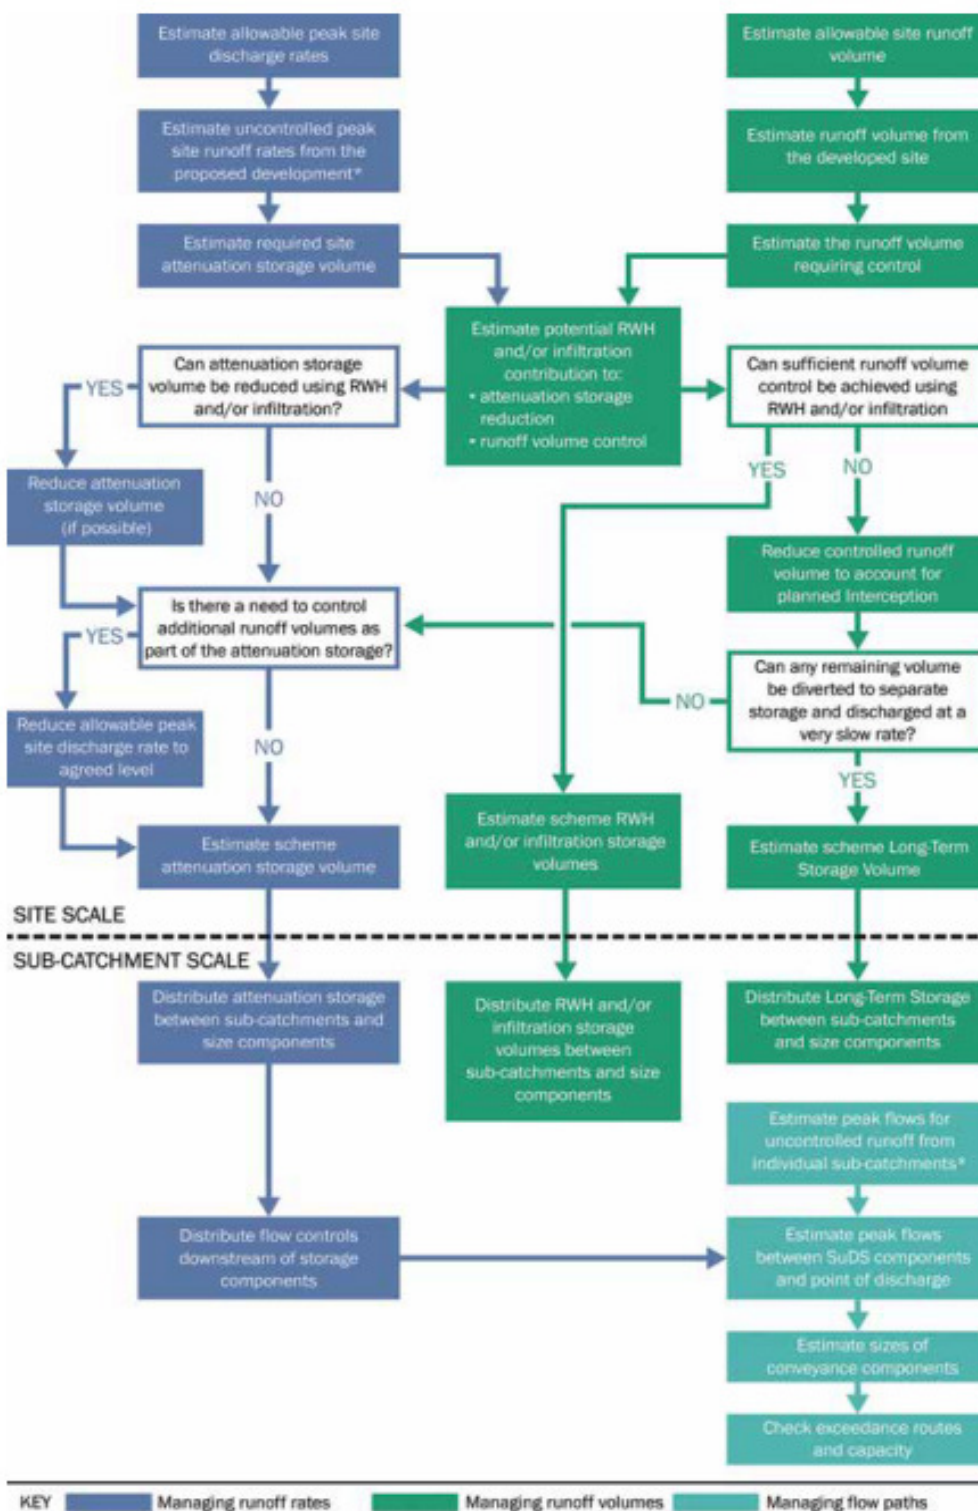 Estimate allowable peak site
discharge rates
Estimate allowable site runoff
volume
Estimate uncontrolled peak
site runoff rates from the
proposed development*
Estimate runoff volume from
the developed site
Estimate required site
attenuation storage volume
Estimate the runoff volume
requiring control
Estimate potential RWH
and/or infiltration
contribution to:
• attenuation storage
reduction
• runoff volume control
Can attenuation storage
volume be reduced using RWH
and/or infiltration?
YES
NO
Can sufficient runoff volume
control be achieved using
RWH and/or infiltration
YES
NO
Reduce attenuation
storage volume
(if possible)
Reduce controlled runoff
volume to account for
planned Interception
Is there a need to control
additional runoff volumes as
part of the attenuation storage?
YES
NO
Can any remaining volume
be diverted to separate
storage and discharged at a
very slow rate?
NO
YES
Reduce allowable peak
site discharge rate to
agreed level
Estimate scheme
attenuation storage volume
Estimate scheme RWH
and/or infiltration storage
volumes
Estimate scheme Long-Term
Storage Volume
SITE SCALE
SUB-CATCHMENT SCALE
Distribute attenuation storage
between sub-catchments and
size components
Distribute RWH and/or
infiltration storage
volumes between
sub-catchments and size
components
Distribute Long-Term Storage
between sub-catchments
and size components
Estimate peak flows for
uncontrolled runoff from
individual sub-catchments*
Distribute flow controls
downstream of storage
components
Estimate peak flows
between SuDS components
and point of discharge
Estimate sizes of
conveyance components
Check exceedance routes
and capacity
KEY Managing runoff rates Managing runoff volumes Managing flow paths